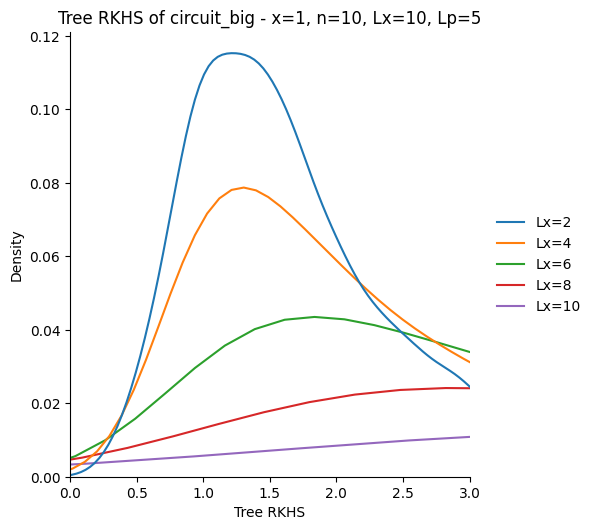 Tree RKHS of circuit_big - x=1, n=10, Lx=10, Lp=5
0.12
0.10
0.08
0.06
0.04
0.02
0.00
Density
0.0 0.5 1.0 1.5 2.0 2.5 3.0
Tree RKHS
Lx=2
Lx=4
Lx=6
Lx=8
Lx=10